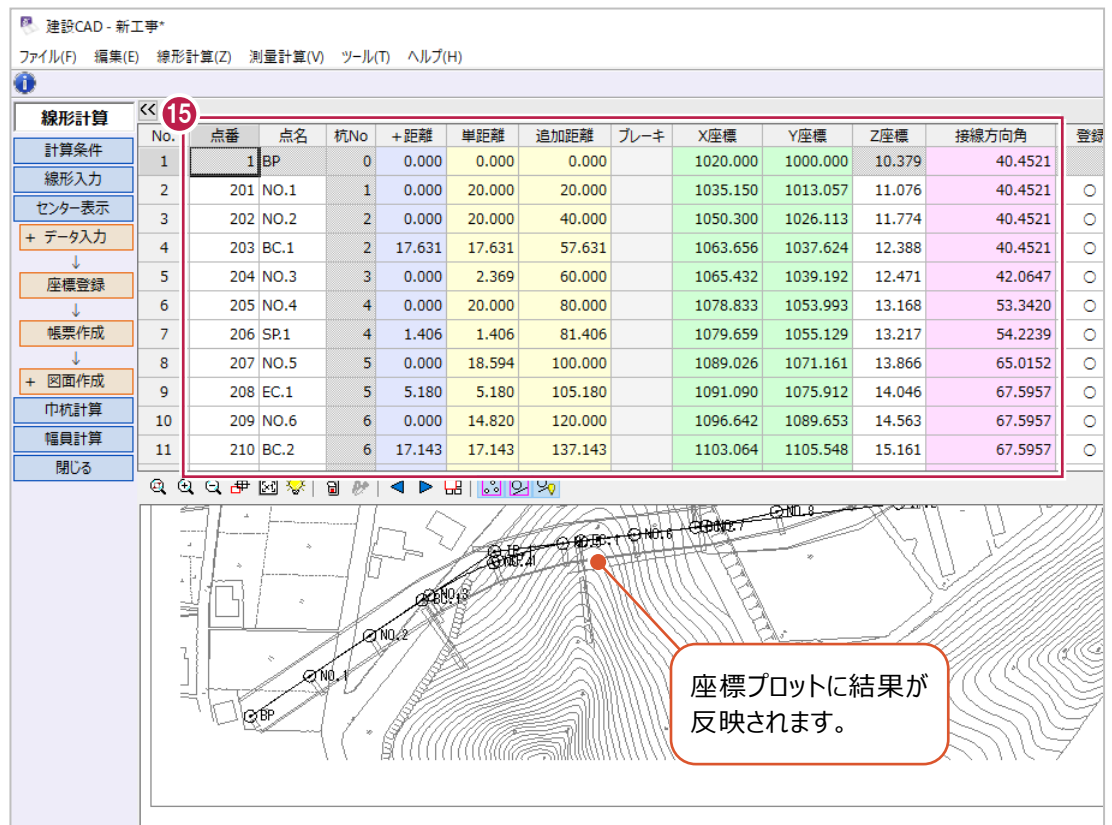 建設CAD - 新工事*
ファイル(F) 編集(E) 線形計算(Z) 測量計算(V) ツール(T) ヘルプ(H)
線形計算
計算条件
線形入力
センター表示
+ データ入力
↓
座標登録
↓
帳票作成
↓
+ 図面作成
巾杭計算
幅員計算
閉じる
<<
15
No. 点番 点名 杭No +距離 単距離 追加距離 ブレーキ X座標 Y座標 Z座標 接線方向角 登録
1 1 BP 0 0.000 0.000 0.000 1020.000 1000.000 10.379 40.4521
2 201 NO.1 1 0.000 20.000 20.000 1035.150 1013.057 11.076 40.4521 ○
3 202 NO.2 2 0.000 20.000 40.000 1050.300 1026.113 11.774 40.4521 ○
4 203 BC.1 2 17.631 17.631 57.631 1063.656 1037.624 12.388 40.4521 ○
5 204 NO.3 3 0.000 2.369 60.000 1065.432 1039.192 12.471 42.0647 ○
6 205 NO.4 4 0.000 20.000 80.000 1078.833 1053.993 13.168 53.3420 ○
7 206 SP.1 4 1.406 1.406 81.406 1079.659 1055.129 13.217 54.2239 ○
8 207 NO.5 5 0.000 18.594 100.000 1089.026 1071.161 13.866 65.0152 ○
9 208 EC.1 5 5.180 5.180 105.180 1091.090 1075.912 14.046 67.5957 ○
10 209 NO.6 6 0.000 14.820 120.000 1096.642 1089.653 14.563 67.5957 ○
11 210 BC.2 6 17.143 17.143 137.143 1103.064 1105.548 15.161 67.5957 ○
NO.8
NO.6
NO.2
NO.1
BP
座標プロットに結果が
反映されます。